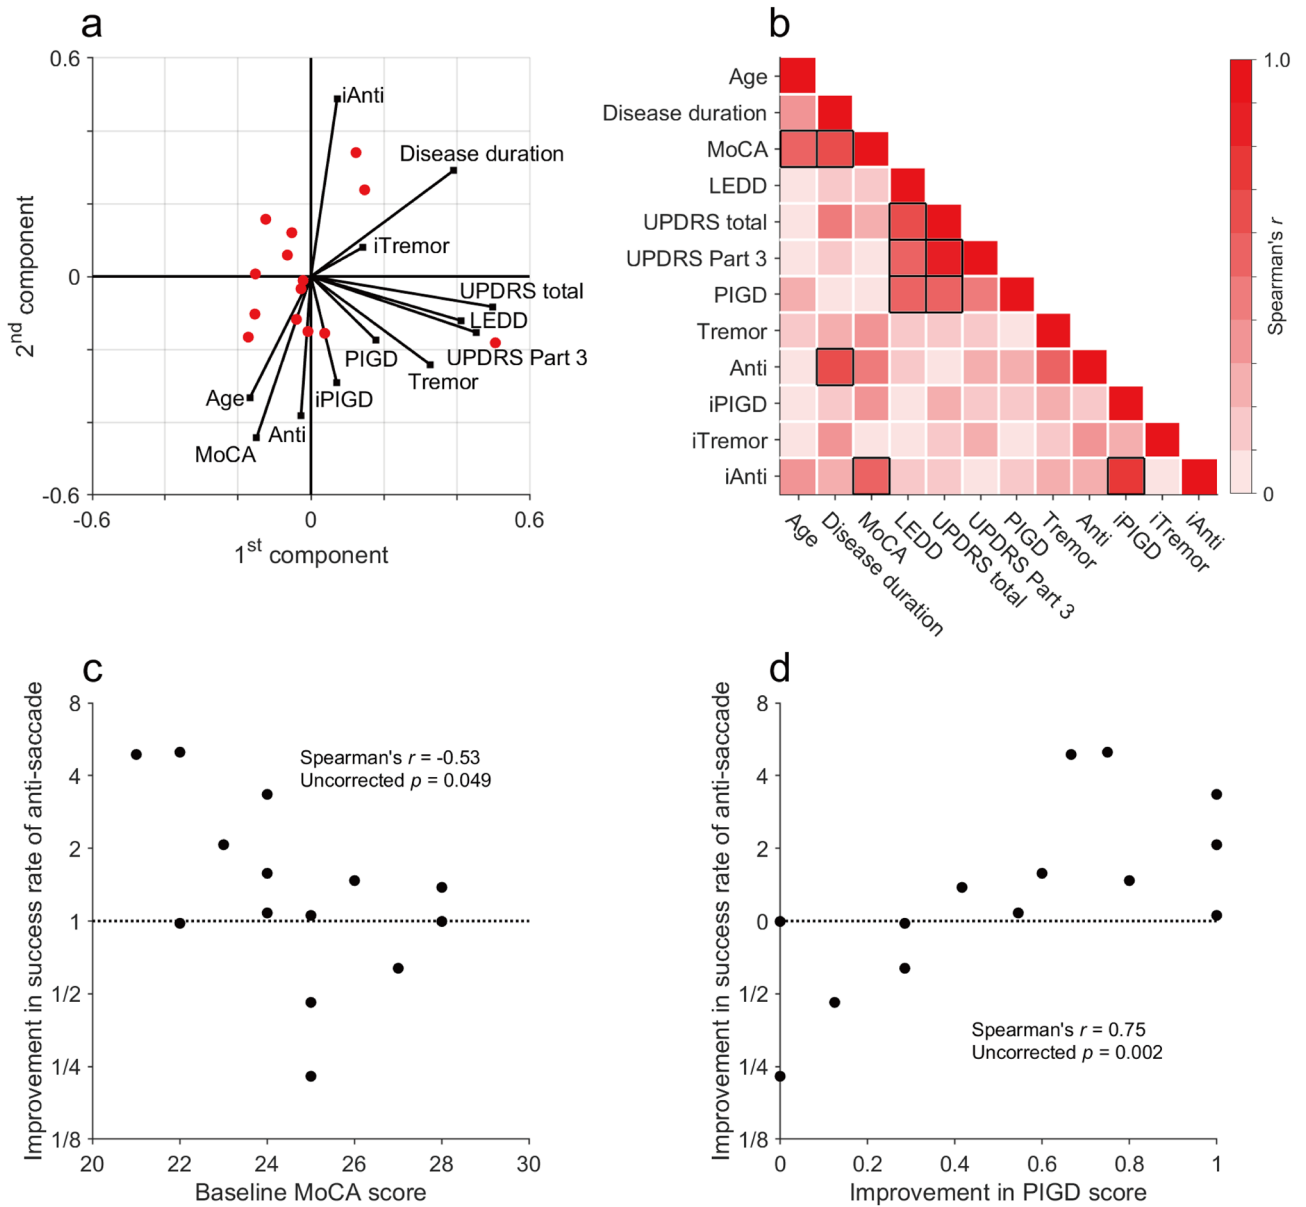 a
0.6
0
-0.6
-0.6
0
0.6
2nd component
1st component
iAnti
Disease duration
iTremor
UPDRS total
LEDD
UPDRS Part 3
PIGD
Tremor
iPIGD
Age
Anti
MoCA
b
Age
Disease duration
MoCA
LEDD
UPDRS total
UPDRS Part 3
PIGD
Tremor
Anti
iPIGD
iTremor
iAnti
Age
Disease duration
MoCA
LEDD
UPDRS total
UPDRS Part 3
PIGD
Tremor
Anti
iPIGD
iTremor
iAnti
1.0
0
Spearman's r
c
Improvement in success rate of anti-saccade
8
4
2
1
1/2
1/4
1/8
20
22
24
26
28
30
Baseline MoCA score
Spearman's r = -0.53
Uncorrected p = 0.049
d
Improvement in success rate of anti-saccade
8
4
2
0
1/2
1/4
1/8
0
0.2
0.4
0.6
0.8
1
Improvement in PIGD score
Spearman's r = 0.75
Uncorrected p = 0.002